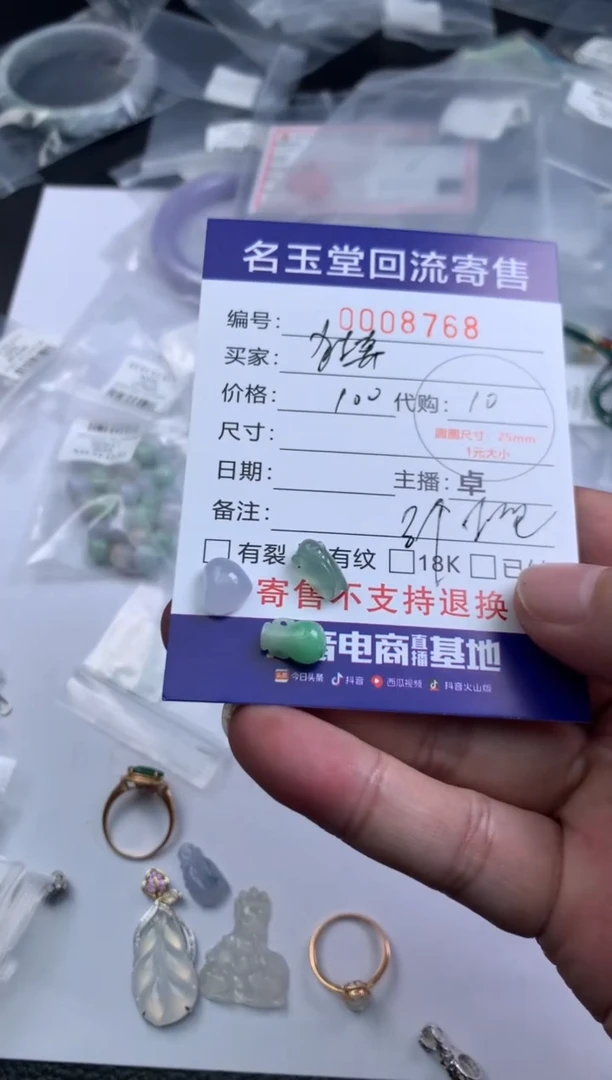 名玉堂回流寄售
编号: 0008768
买家:
价格: 100 代购: 10
圆圈尺寸 25mm
1元大小
尺寸:
日期: 主播: 卓
备注:
有裂 有纹 18K
寄售不支持退换
电商直播基地
今日头条 抖音 西瓜视频 抖音火山版